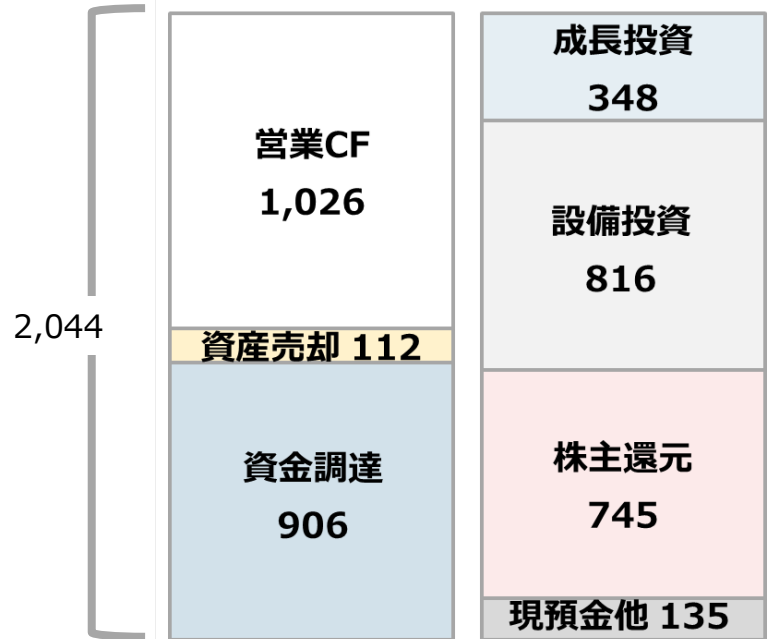 2,044
営業CF
1,026
資産売却 112
資金調達
906
成長投資
348
設備投資
816
株主還元
745
現預金他 135